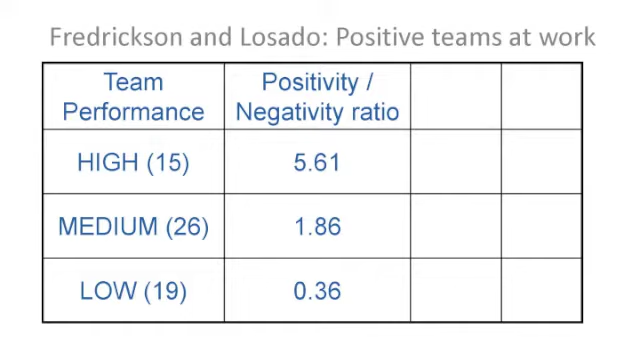 Fredrickson and Losado: Positive teams at work
Team Performance
Positivity / Negativity ratio
HIGH (15) 5.61
MEDIUM (26) 1.86
LOW (19) 0.36